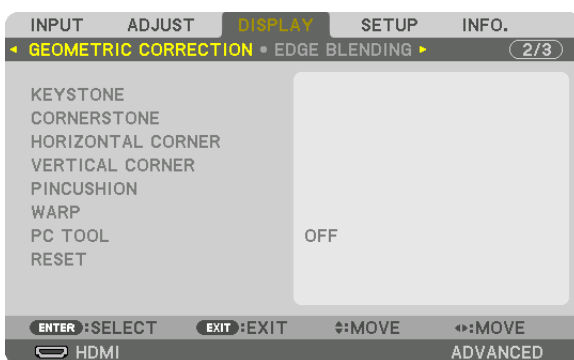 INPUT ADJUST DISPLAY SETUP INFO.
GEOMETRIC CORRECTION • EDGE BLENDING 2/3
KEYSTONE
CORNERSTONE
HORIZONTAL CORNER
VERTICAL CORNER
PINCUSHION
WARP
PC TOOL OFF
RESET
ENTER :SELECT EXIT :EXIT :MOVE :MOVE
HDMI ADVANCED